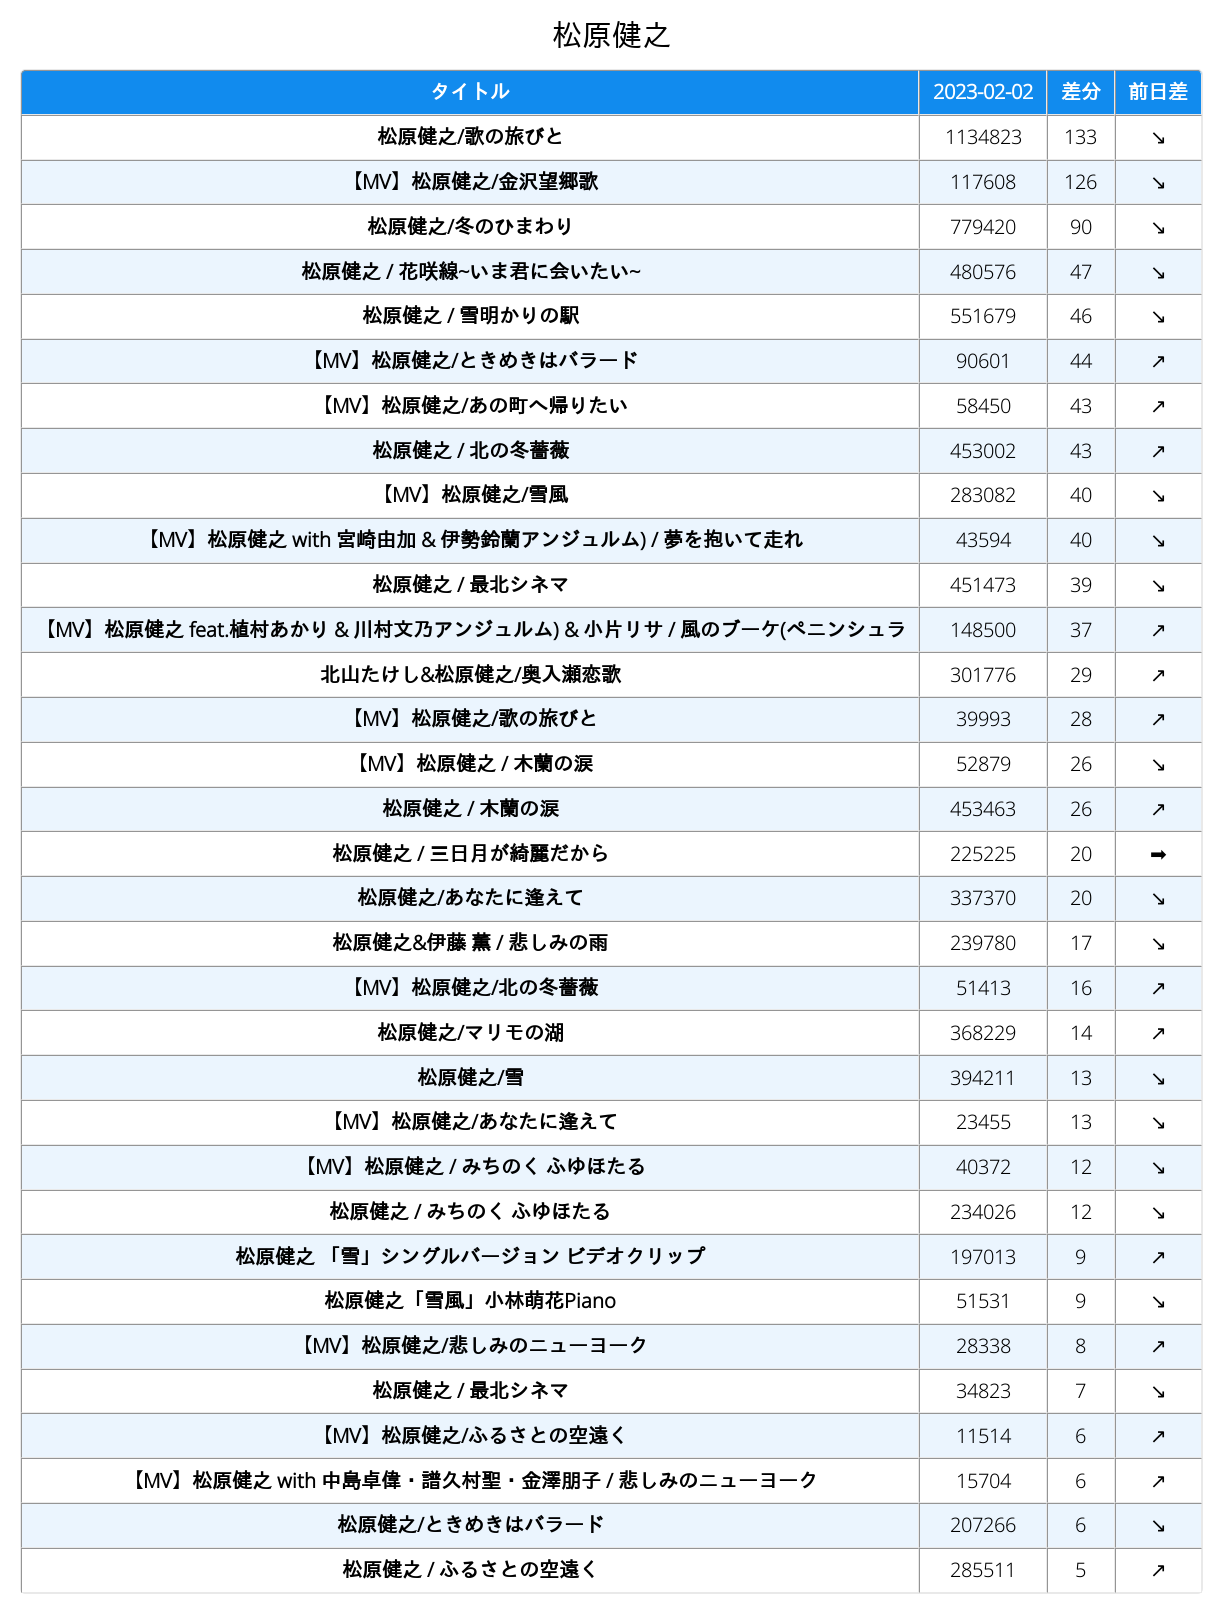 松原健之
タイトル 2023-02-02 差分 前日差
松原健之/歌の旅びと 1134823 133 ↘
【MV】松原健之/金沢望郷歌 117608 126 ↘
松原健之/冬のひまわり 779420 90 ↘
松原健之 / 花咲線~いま君に会いたい~ 480576 47 ↘
松原健之 / 雪明かりの駅 551679 46 ↘
【MV】松原健之/ときめきはバラード 90601 44 ↗
【MV】松原健之/あの町へ帰りたい 58450 43 ↗
松原健之 / 北の冬薔薇 453002 43 ↗
【MV】松原健之/雪風 283082 40 ↘
【MV】松原健之 with 宮崎由加 & 伊勢鈴蘭アンジュルム) / 夢を抱いて走れ 43594 40 ↘
松原健之 / 最北シネマ 451473 39 ↘
【MV】松原健之 feat.植村あかり & 川村文乃アンジュルム) & 小片リサ / 風のブーケ(ペニンシュラ 148500 37 ↗
北山たけし&松原健之/奥入瀬恋歌 301776 29 ↗
【MV】松原健之/歌の旅びと 39993 28 ↗
【MV】松原健之 / 木蘭の涙 52879 26 ↘
松原健之 / 木蘭の涙 453463 26 ↗
松原健之 / 三日月が綺麗だから 225225 20 ➡
松原健之/あなたに逢えて 337370 20 ↘
松原健之&伊藤 薫 / 悲しみの雨 239780 17 ↘
【MV】松原健之/北の冬薔薇 51413 16 ↗
松原健之/マリモの湖 368229 14 ↗
松原健之/雪 394211 13 ↘
【MV】松原健之/あなたに逢えて 23455 13 ↘
【MV】松原健之 / みちのく ふゆほたる 40372 12 ↘
松原健之 / みちのく ふゆほたる 234026 12 ↘
松原健之 「雪」シングルバージョン ビデオクリップ 197013 9 ↗
松原健之「雪風」小林萌花Piano 51531 9 ↘
【MV】松原健之/悲しみのニューヨーク 28338 8 ↗
松原健之 / 最北シネマ 34823 7 ↘
【MV】松原健之/ふるさとの空遠く 11514 6 ↗
【MV】松原健之 with 中島卓偉・譜久村聖・金澤朋子 / 悲しみのニューヨーク 15704 6 ↗
松原健之/ときめきはバラード 207266 6 ↘
松原健之 / ふるさとの空遠く 285511 5 ↗